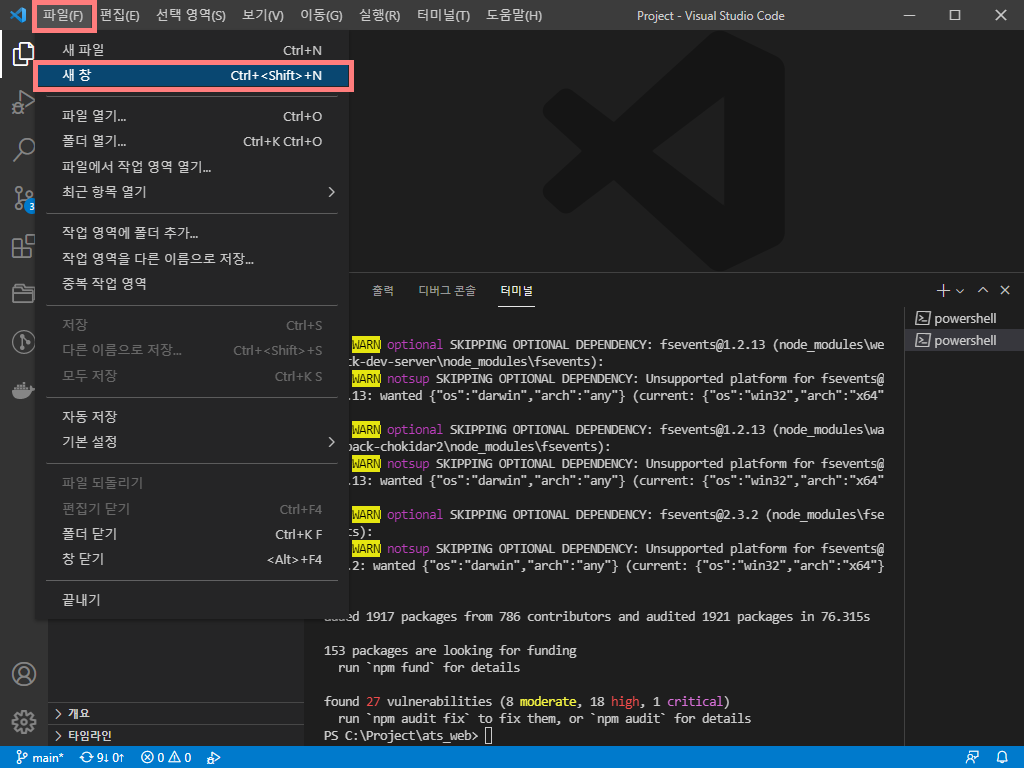 파일(F) 편집(E) 선택 영역(S) 보기(V) 이동(G) 실행(R) 터미널(T) 도움말(H) Project - Visual Studio Code
새 파일 Ctrl+N
새 창 Ctrl+<Shift>+N
파일 열기... Ctrl+O
폴더 열기... Ctrl+K Ctrl+O
파일에서 작업 영역 열기...
최근 항목 열기
작업 영역에 폴더 추가...
작업 영역을 다른 이름으로 저장...
중복 작업 영역
저장 Ctrl+S
다른 이름으로 저장... Ctrl+<Shift>+S
모두 저장 Ctrl+K S
자동 저장
기본 설정
파일 되돌리기
편집기 닫기 Ctrl+F4
폴더 닫기 Ctrl+K F
창 닫기 <Alt>+F4
끝내기
3
출력 디버그 콘솔 터미널
powershell
powershell
WARN optional SKIPPING OPTIONAL DEPENDENCY: fsevents@1.2.13 (node_modules\we
ck-dev-server\node_modules\fsevents):
WARN notsup SKIPPING OPTIONAL DEPENDENCY: Unsupported platform for fsevents@
.13: wanted {"os":"darwin","arch":"any"} (current: {"os":"win32","arch":"x64"
WARN optional SKIPPING OPTIONAL DEPENDENCY: fsevents@1.2.13 (node_modules\wa
pack-chokidar2\node_modules\fsevents):
WARN notsup SKIPPING OPTIONAL DEPENDENCY: Unsupported platform for fsevents@
.13: wanted {"os":"darwin","arch":"any"} (current: {"os":"win32","arch":"x64"
WARN optional SKIPPING OPTIONAL DEPENDENCY: fsevents@2.3.2 (node_modules\fse
ts):
WARN notsup SKIPPING OPTIONAL DEPENDENCY: Unsupported platform for fsevents@
.2: wanted {"os":"darwin","arch":"any"} (current: {"os":"win32","arch":"x64"}
added 1917 packages from 786 contributors and audited 1921 packages in 76.315s
153 packages are looking for funding
run `npm fund` for details
found 27 vulnerabilities (8 moderate, 18 high, 1 critical)
run `npm audit fix` to fix them, or `npm audit` for details
PS C:\Project\ats_web>
개요
타임라인
main* 9↓ 0↑ 0 0